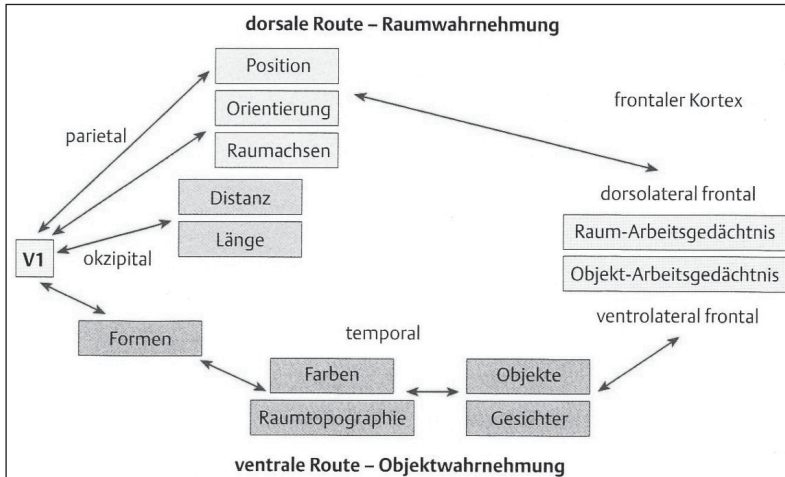 dorsale Route – Raumwahrnehmung
Position
Orientierung
frontaler Kortex
parietal
Raumachsen
Distanz
dorsolateral frontal
Länge
Raum-Arbeitsgedächtnis
V1
okzipital
Objekt-Arbeitsgedächtnis
ventrolateral frontal
Formen
temporal
Farben
Objekte
Raumtopographie
Gesichter
ventrale Route – Objektwahrnehmung